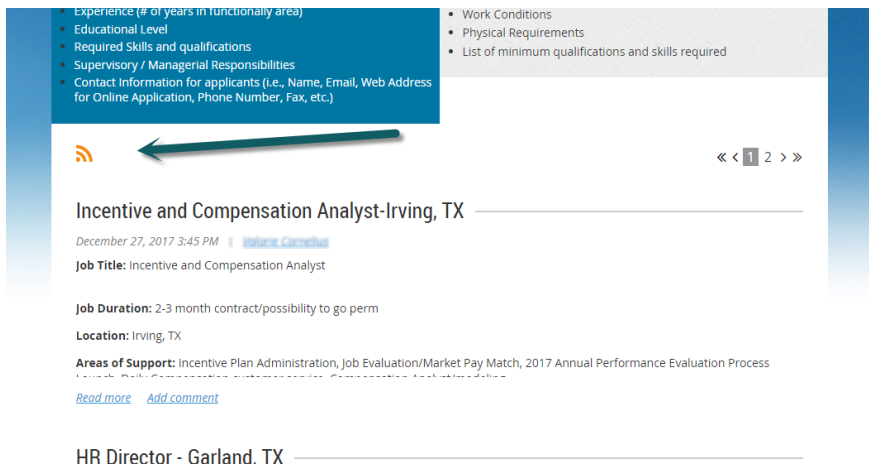 Experience (# of years in functionality area)
Educational Level
Required Skills and qualifications
Supervisory / Managerial Responsibilities
Contact Information for applicants (i.e., Name, Email, Web Address
for Online Application, Phone Number, Fax, etc.)
Work Conditions
Physical Requirements
List of minimum qualifications and skills required
« < 1 2 > »
Incentive and Compensation Analyst-Irving, TX
December 27, 2017 3:45 PM |
Job Title: Incentive and Compensation Analyst
Job Duration: 2-3 month contract/possibility to go perm
Location: Irving, TX
Areas of Support: Incentive Plan Administration, Job Evaluation/Market Pay Match, 2017 Annual Performance Evaluation Process
Read more Add comment
HR Director - Garland, TX